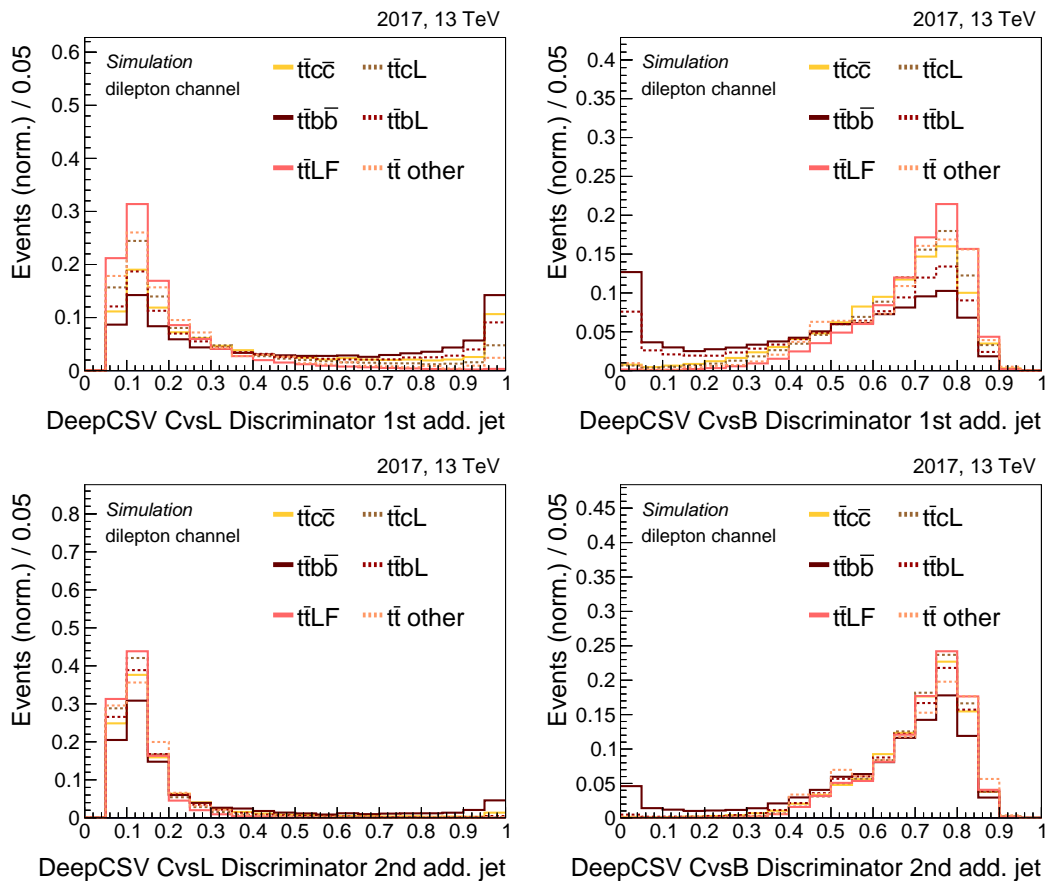 2017, 13 TeV
Events (norm.) / 0.05
Simulation
dilepton channel
tt̄cc̄
tt̄cL
tt̄bb̄
tt̄bL
tt̄LF
tt̄ other
0.6
0.5
0.4
0.3
0.2
0.1
0
0 0.1 0.2 0.3 0.4 0.5 0.6 0.7 0.8 0.9 1
DeepCSV CvsL Discriminator 1st add. jet
2017, 13 TeV
Events (norm.) / 0.05
Simulation
dilepton channel
tt̄cc̄
tt̄cL
tt̄bb̄
tt̄bL
tt̄LF
tt̄ other
0.4
0.35
0.3
0.25
0.2
0.15
0.1
0.05
0
0 0.1 0.2 0.3 0.4 0.5 0.6 0.7 0.8 0.9 1
DeepCSV CvsB Discriminator 1st add. jet
2017, 13 TeV
Events (norm.) / 0.05
Simulation
dilepton channel
tt̄cc̄
tt̄cL
tt̄bb̄
tt̄bL
tt̄LF
tt̄ other
0.8
0.7
0.6
0.5
0.4
0.3
0.2
0.1
0
0 0.1 0.2 0.3 0.4 0.5 0.6 0.7 0.8 0.9 1
DeepCSV CvsL Discriminator 2nd add. jet
2017, 13 TeV
Events (norm.) / 0.05
Simulation
dilepton channel
tt̄cc̄
tt̄cL
tt̄bb̄
tt̄bL
tt̄LF
tt̄ other
0.45
0.4
0.35
0.3
0.25
0.2
0.15
0.1
0.05
0
0 0.1 0.2 0.3 0.4 0.5 0.6 0.7 0.8 0.9 1
DeepCSV CvsB Discriminator 2nd add. jet